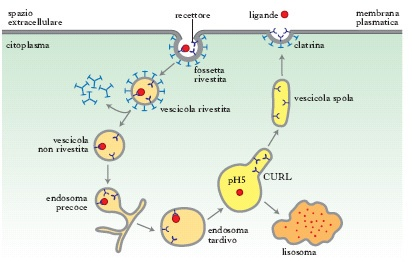 spazio
extracellulare
recettore
ligande
membrana
plasmatica
citoplasma
clatrina
fossetta
rivestita
vescicola rivestita
vescicola spola
vescicola
non rivestita
endosoma
precoce
pH5
CURL
endosoma
tardivo
lisosoma